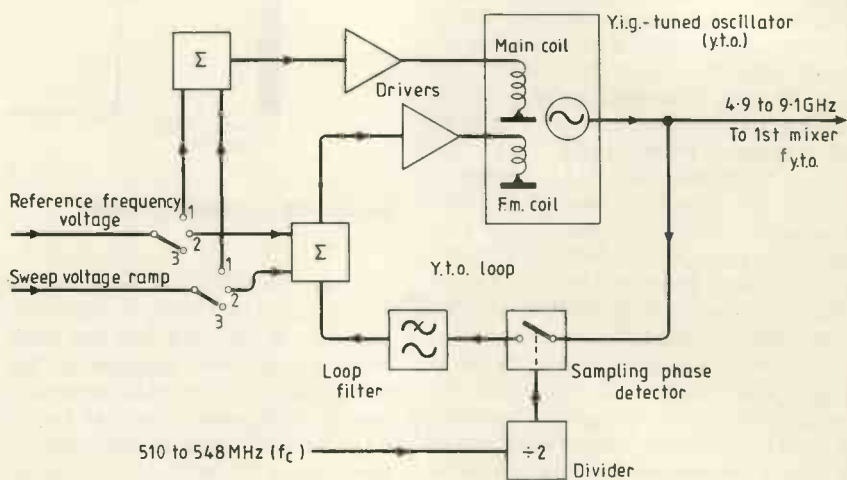 Σ
Drivers
Main coil
Y.i.g.-tuned oscillator
(y.t.o.)
4·9 to 9·1GHz
To 1st mixer
f y.t.o.
F.m. coil
Reference frequency
voltage
1
2
3
Sweep voltage ramp
1
2
3
Σ
Y.t.o. loop
Loop
filter
Sampling phase
detector
510 to 548MHz (fc)
÷2
Divider